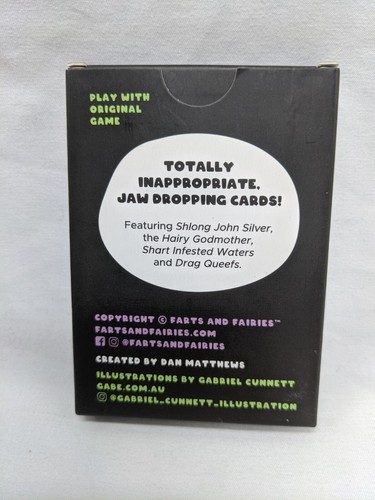 PLAY WITH
ORIGINAL
GAME
TOTALLY
INAPPROPRIATE,
JAW DROPPING CARDS!
Featuring Shlong John Silver,
the Hairy Godmother,
Shart Infested Waters
and Drag Queefs.
COPYRIGHT © FARTS AND FAIRIES™
FARTSANDFAIRIES.COM
@FARTSANDFAIRIES
CREATED BY DAN MATTHEWS
ILLUSTRATIONS BY GABRIEL CUNNETT
GABE.COM.AU
@GABRIEL_CUNNETT_ILLUSTRATION